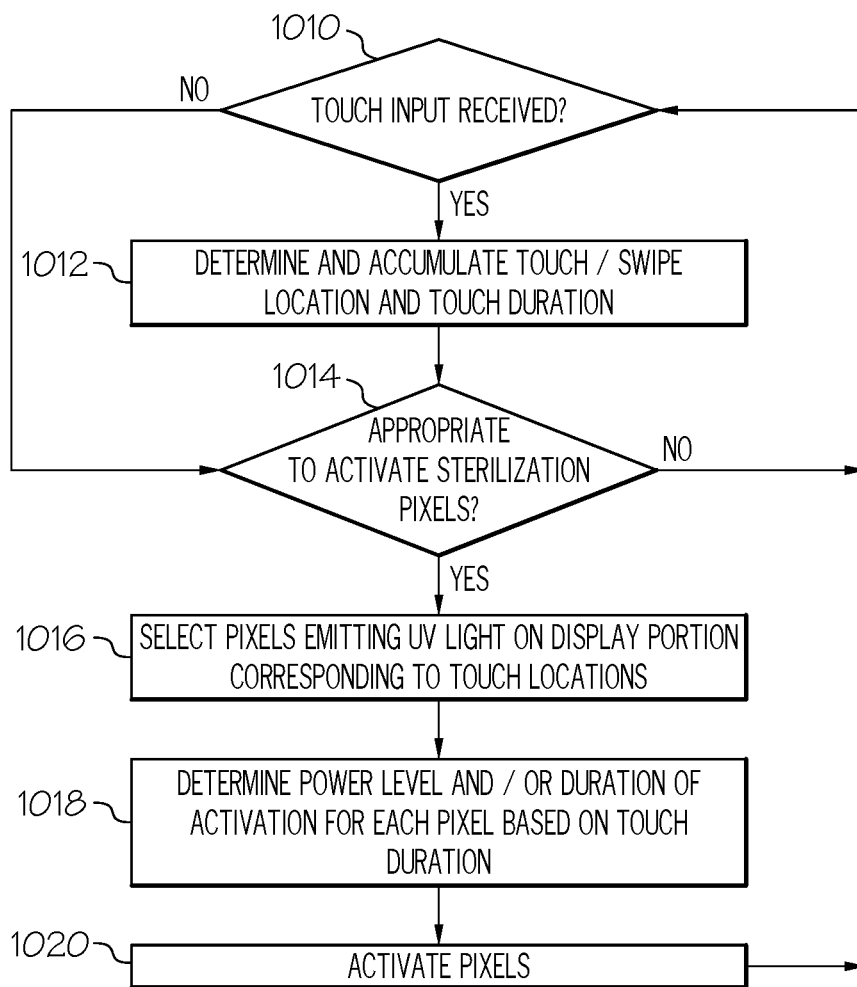 1010
NO
TOUCH INPUT RECEIVED?
YES
1012
DETERMINE AND ACCUMULATE TOUCH / SWIPE
LOCATION AND TOUCH DURATION
1014
APPROPRIATE
TO ACTIVATE STERILIZATION
PIXELS?
NO
YES
1016
SELECT PIXELS EMITTING UV LIGHT ON DISPLAY PORTION
CORRESPONDING TO TOUCH LOCATIONS
1018
DETERMINE POWER LEVEL AND / OR DURATION OF
ACTIVATION FOR EACH PIXEL BASED ON TOUCH
DURATION
1020
ACTIVATE PIXELS